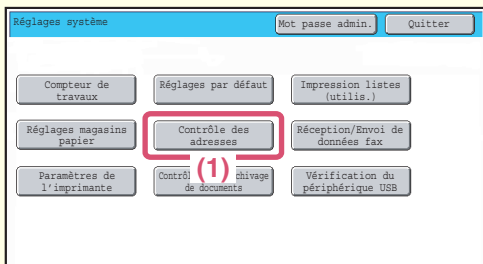 Réglages système
Mot passe admin.
Quitter
Compteur de
travaux
Réglages par défaut
Impression listes
(utilis.)
Réglages magasins
papier
Contrôle des
adresses
Réception/Envoi de
données fax
Paramètres de
l'imprimante
(1)
de documents
Vérification du
périphérique USB